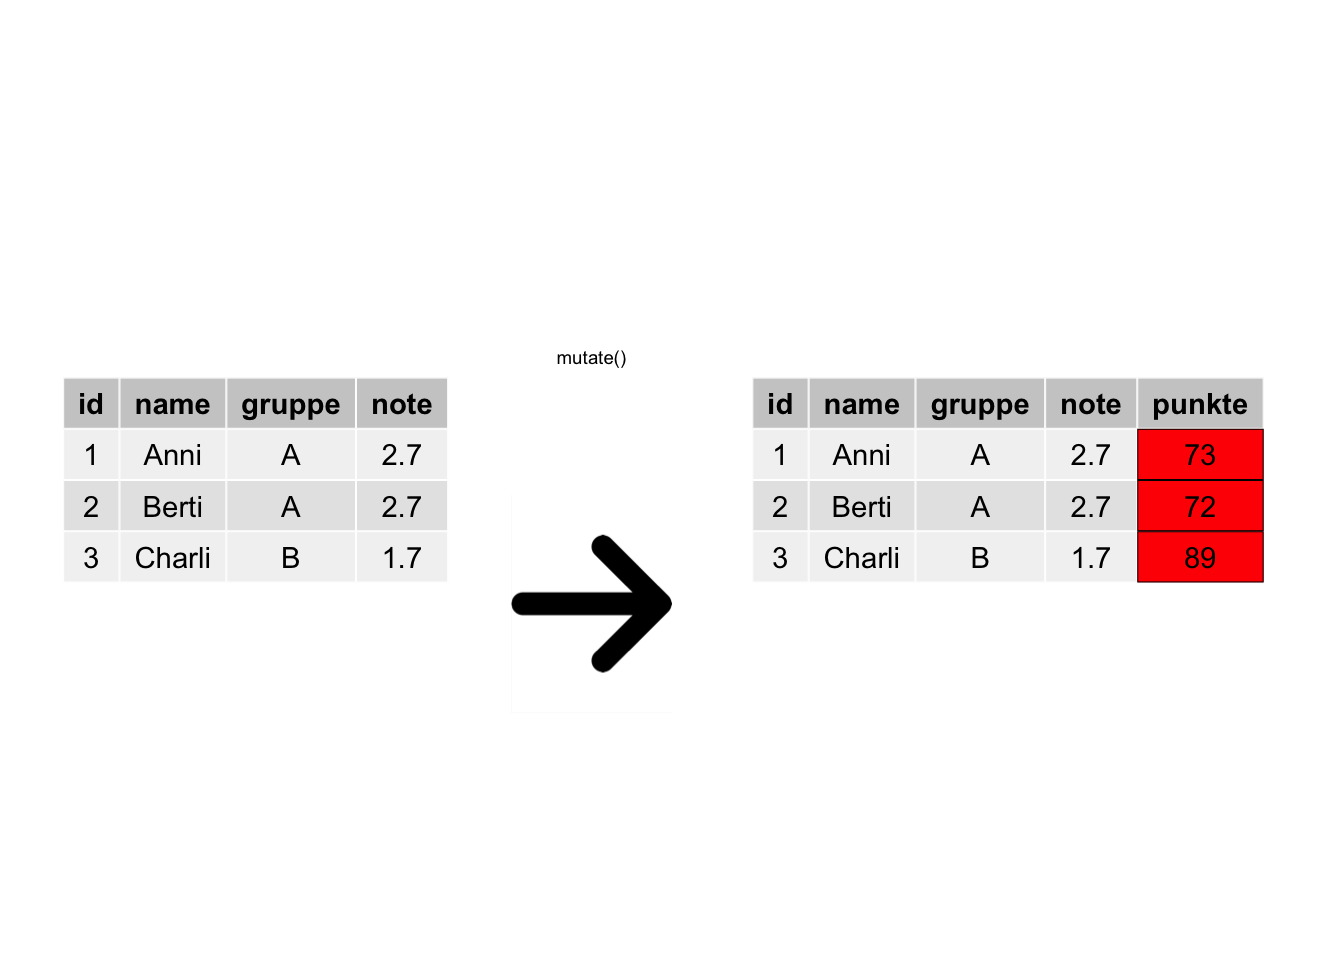 mutate()
id name gruppe note
1 Anni A 2.7
2 Berti A 2.7
3 Charli B 1.7
id name gruppe note punkte
1 Anni A 2.7 73
2 Berti A 2.7 72
3 Charli B 1.7 89